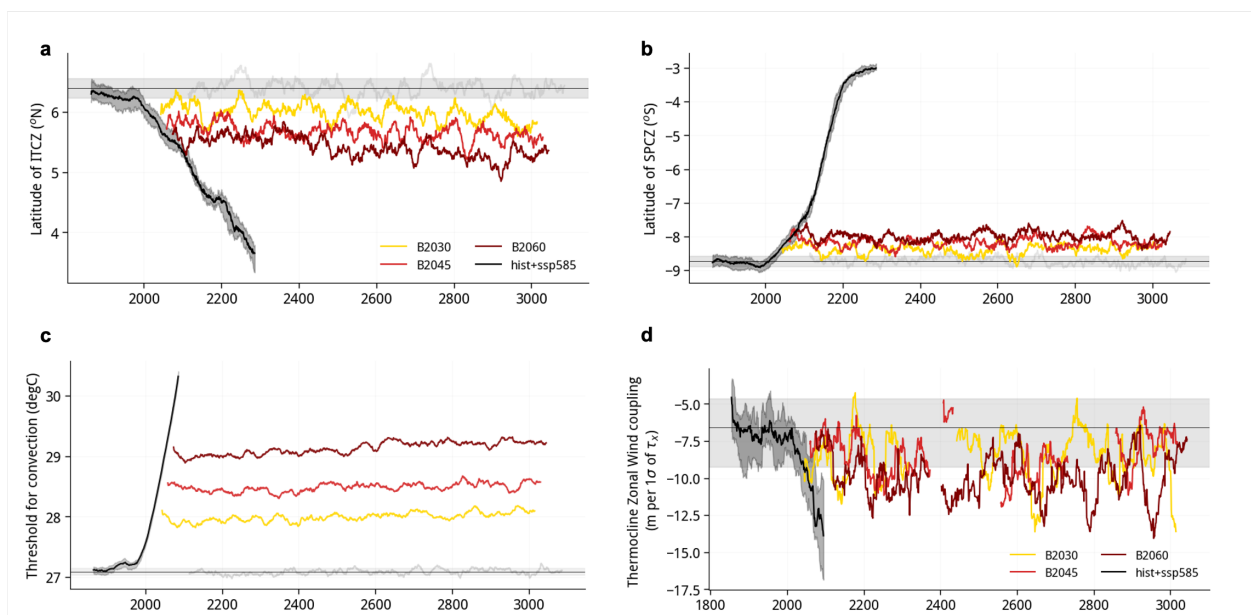 a
Latitude of ITCZ (°N)
6
5
4
2000 2200 2400 2600 2800 3000
B2030 B2060
B2045 hist+ssp585
b
Latitude of SPCZ (°S)
−3
−4
−5
−6
−7
−8
−9
2000 2200 2400 2600 2800 3000
c
Threshold for convection (degC)
30
29
28
27
2000 2200 2400 2600 2800 3000
d
Thermocline Zonal Wind coupling
(m per 1σ of τₓ)
−5.0
−7.5
−10.0
−12.5
−15.0
−17.5
1800 2000 2200 2400 2600 2800 3000
B2030 B2060
B2045 hist+ssp585